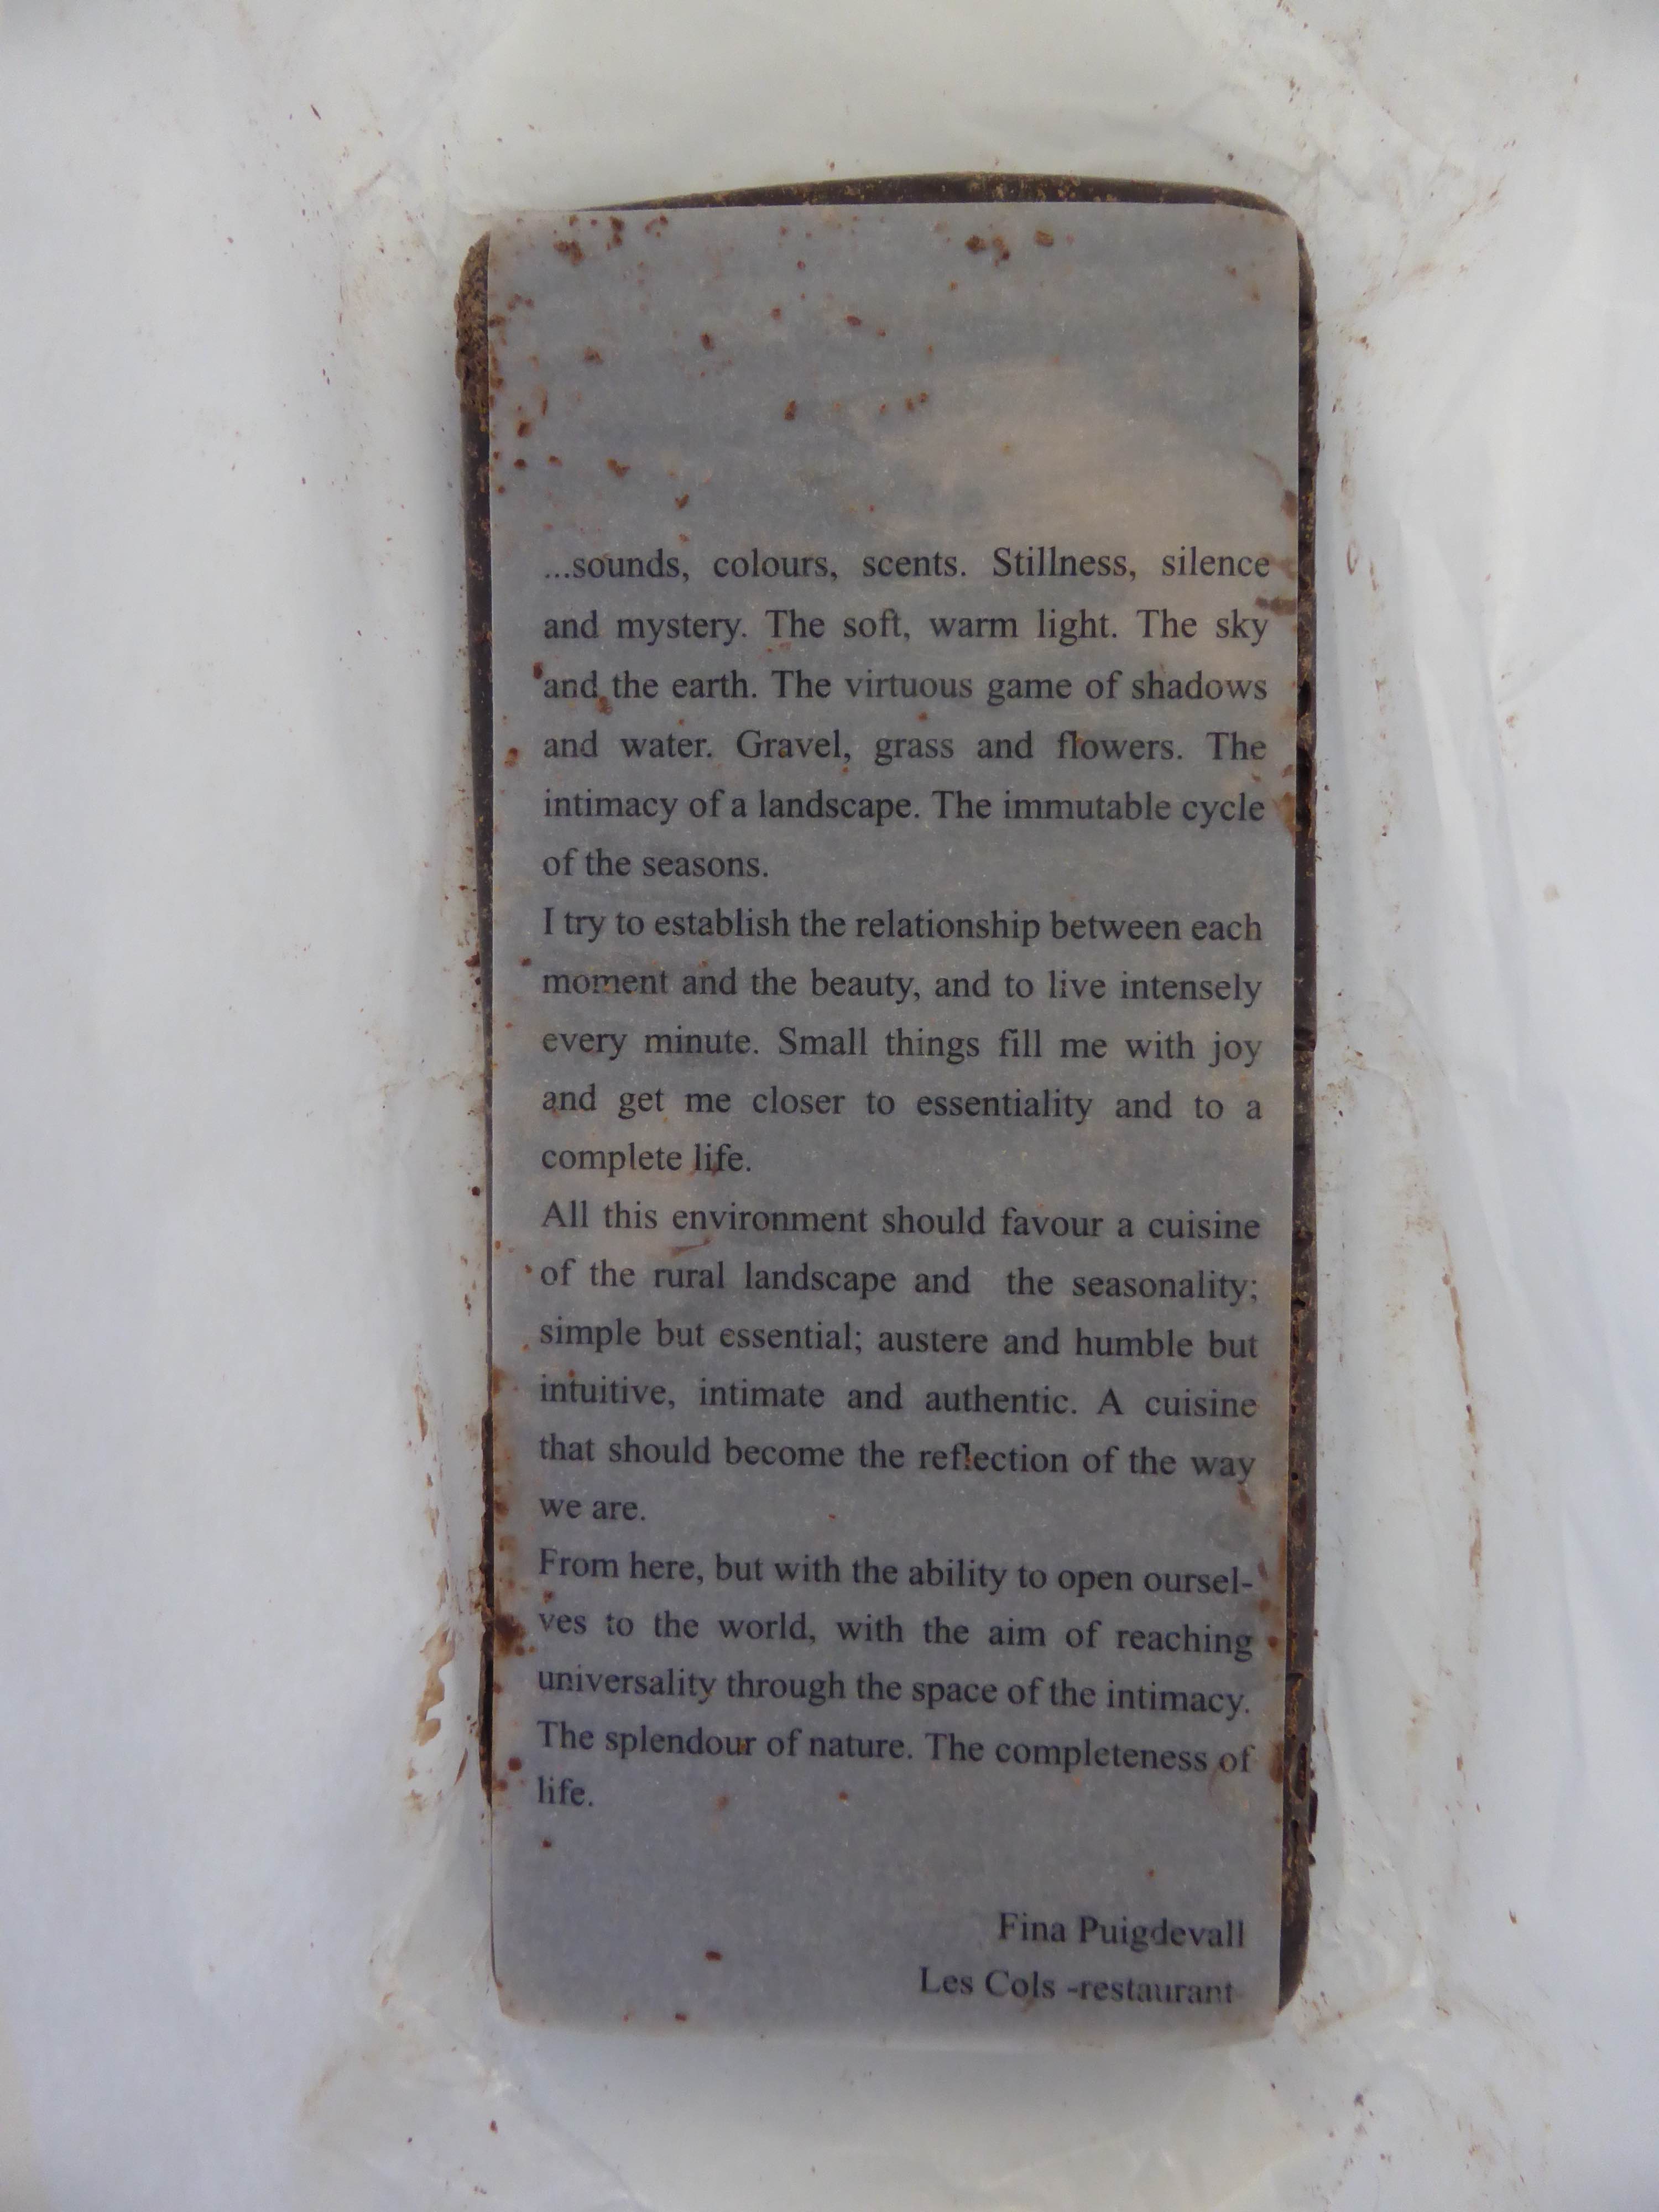 ...sounds, colours, scents. Stillness, silence
and mystery. The soft, warm light. The sky
and the earth. The virtuous game of shadows
and water. Gravel, grass and flowers. The
intimacy of a landscape. The immutable cycle
of the seasons.
I try to establish the relationship between each
moment and the beauty, and to live intensely
every minute. Small things fill me with joy
and get me closer to essentiality and to a
complete life.
All this environment should favour a cuisine
of the rural landscape and the seasonality;
simple but essential; austere and humble but
intuitive, intimate and authentic. A cuisine
that should become the reflection of the way
we are.
From here, but with the ability to open oursel-
ves to the world, with the aim of reaching
universality through the space of the intimacy.
The splendour of nature. The completeness of
life.
Fina Puigdevall
Les Cols -restaurant